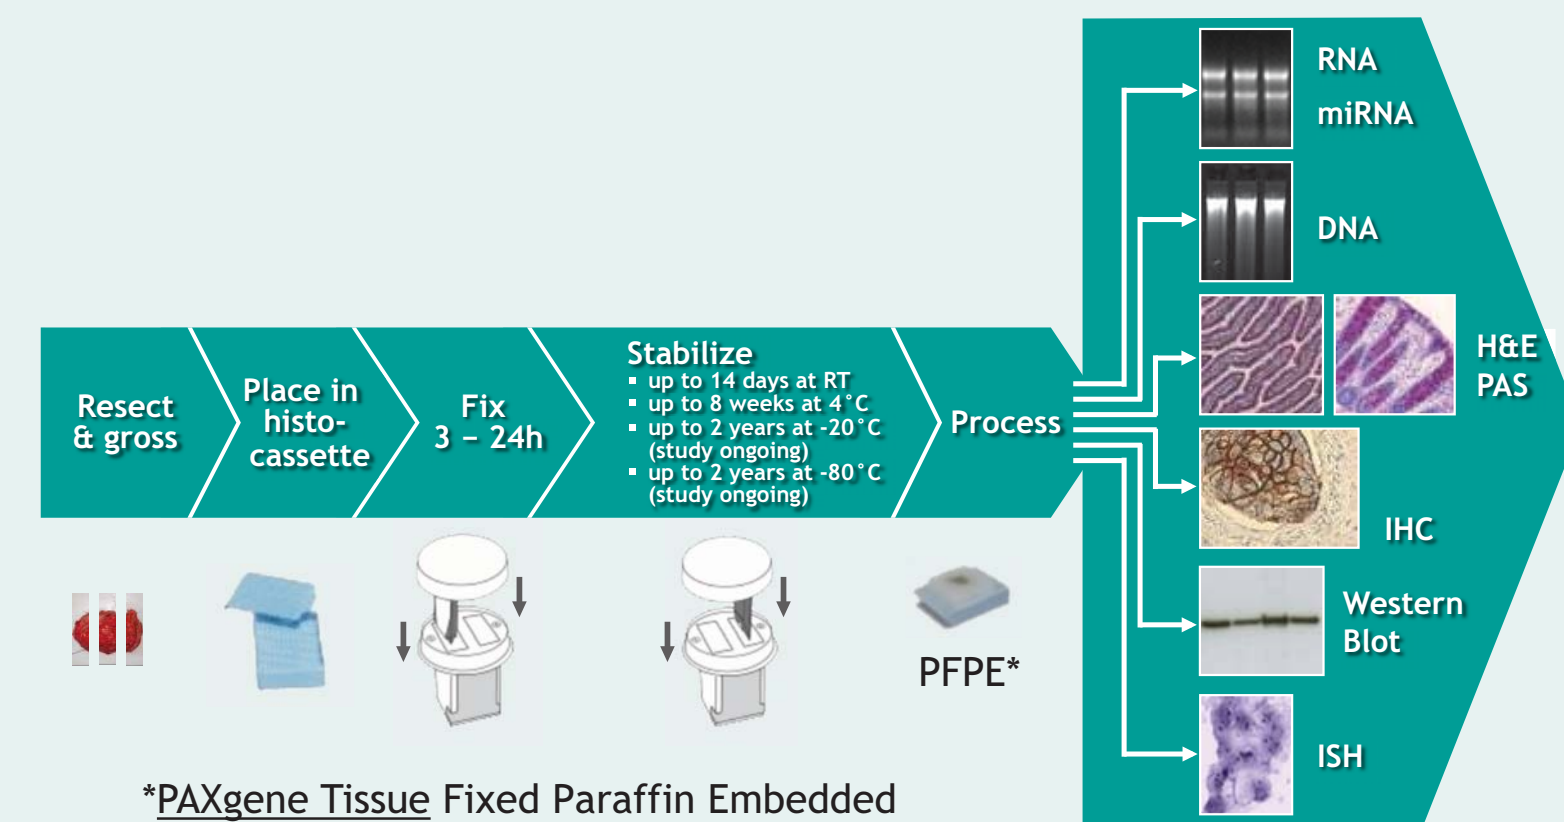 Resect
& gross
Place in
histo-
cassette
Fix
3 – 24h
Stabilize
▪ up to 14 days at RT
▪ up to 8 weeks at 4°C
▪ up to 2 years at -20°C
(study ongoing)
▪ up to 2 years at -80°C
(study ongoing)
Process
PFPE*
*PAXgene Tissue Fixed Paraffin Embedded
RNA
miRNA
DNA
H&E
PAS
IHC
Western
Blot
ISH